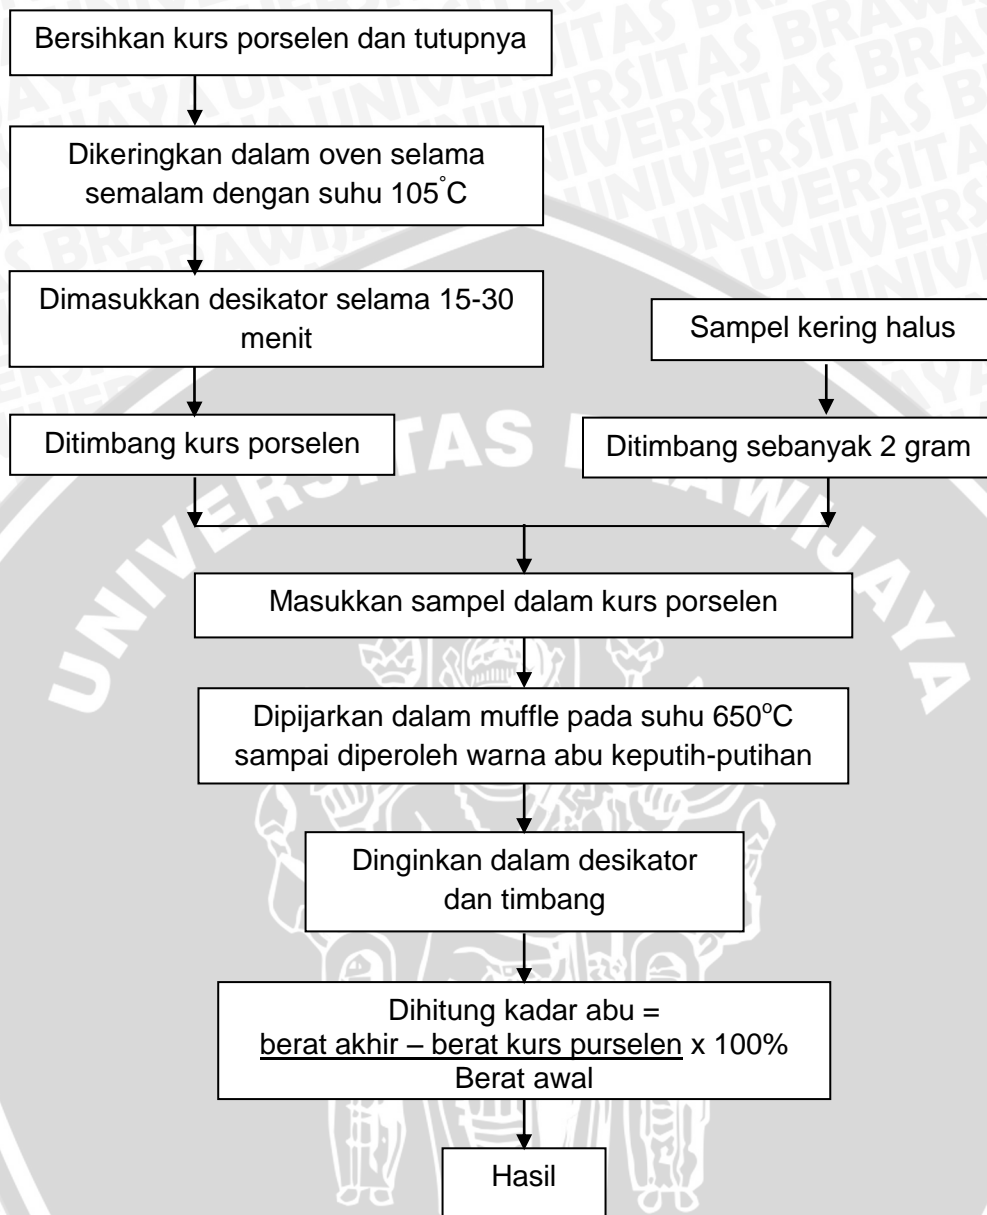 Bersihkan kurs porselen dan tutupnya
Dikeringkan dalam oven selama
semalam dengan suhu 105°C
Dimasukkan desikator selama 15-30
menit
Sampel kering halus
Ditimbang kurs porselen
Ditimbang sebanyak 2 gram
Masukkan sampel dalam kurs porselen
Dipijarkan dalam muffle pada suhu 650°C
sampai diperoleh warna abu keputih-putihan
Dinginkan dalam desikator
dan timbang
Dihitung kadar abu =
berat akhir – berat kurs purselen x 100%
Berat awal
Hasil
UNIVERSITAS BRAWIJAYA